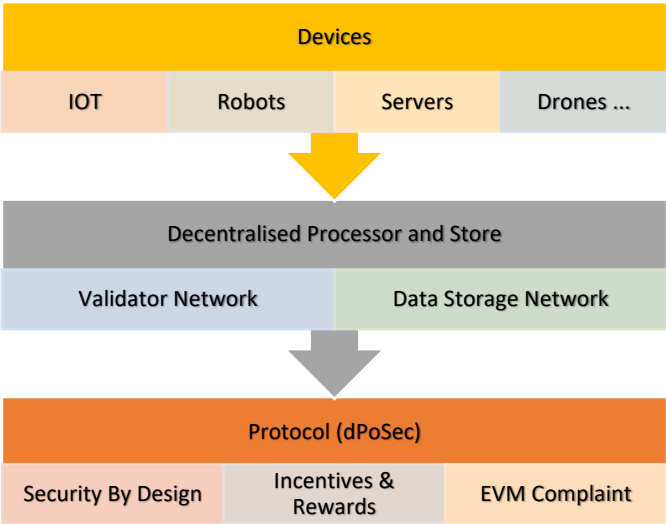 Devices
IOT
Robots
Servers
Drones ...
Decentralised Processor and Store
Validator Network
Data Storage Network
Protocol (dPoSec)
Security By Design
Incentives &
Rewards
EVM Complaint